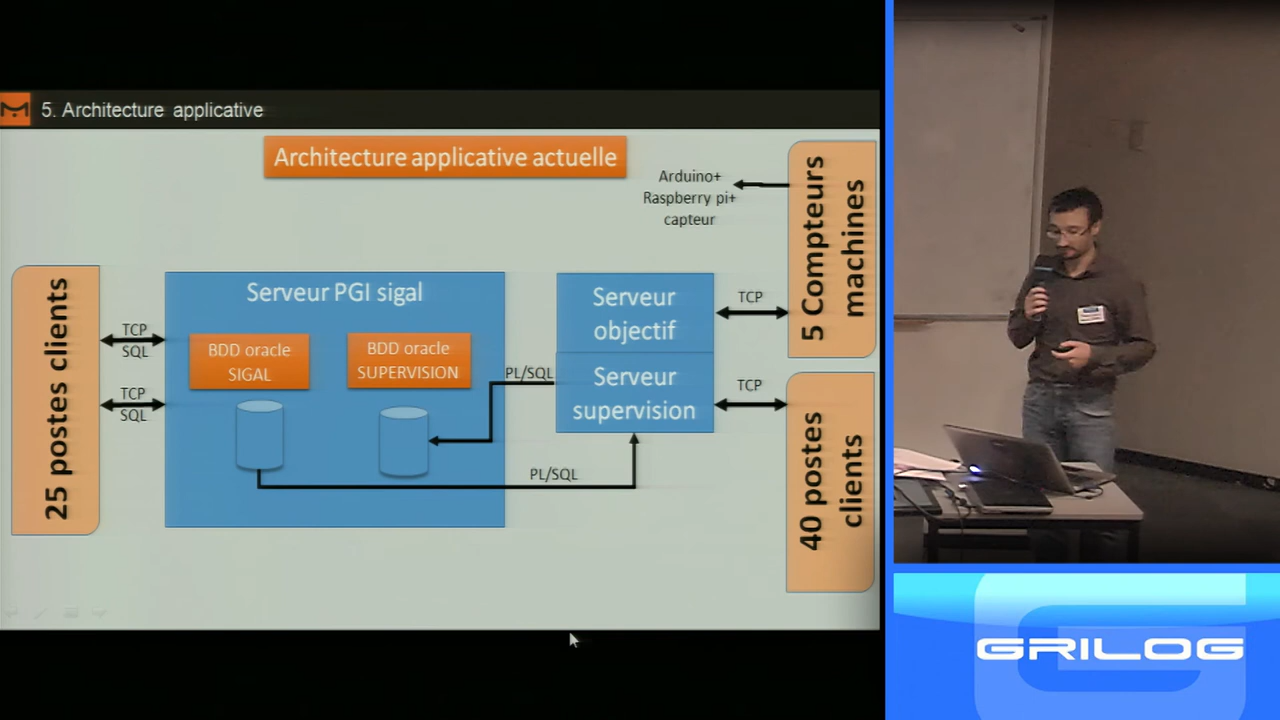 5. Architecture applicative
Architecture applicative actuelle
Arduino+
Raspberry pi+
capteur
5 Compteurs
machines
25 postes clients
TCP
SQL
TCP
SQL
Serveur PGI sigal
BDD oracle
SIGAL
BDD oracle
SUPERVISION
PL/SQL
PL/SQL
Serveur
objectif
Serveur
supervision
TCP
TCP
40 postes
clients
GRILOG